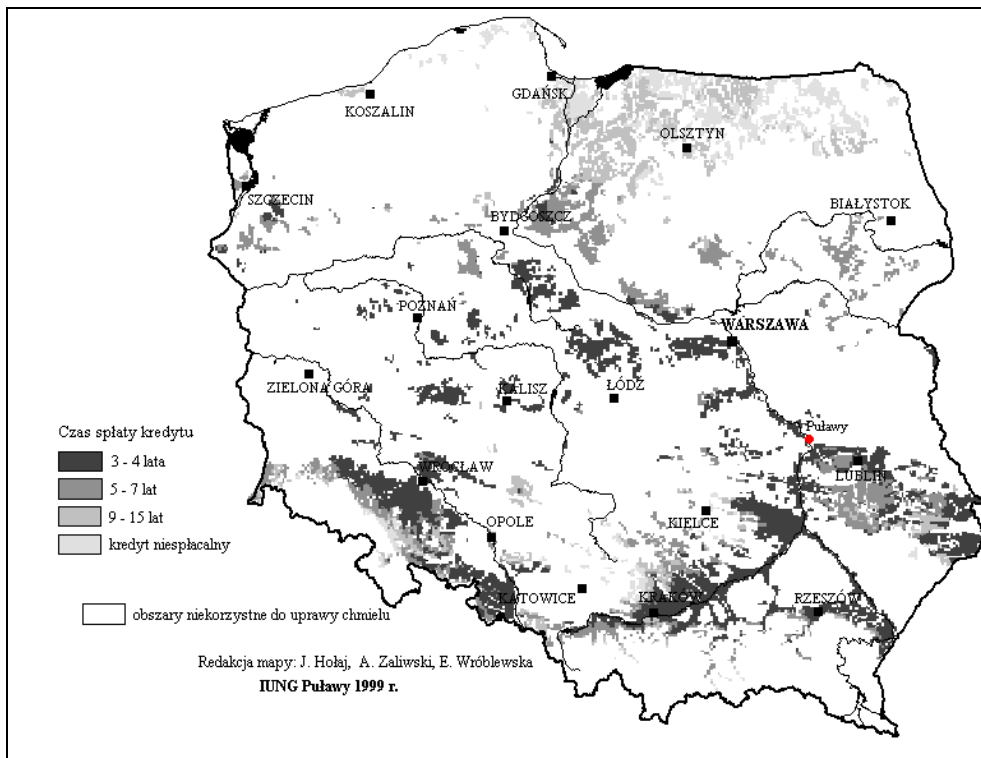 KOSZALIN
GDAŃSK
OLSZTYN
SZCZECIN
BYDGOSZCZ
BIAŁYSTOK
POZNAŃ
WARSZAWA
ZIELONA GÓRA
KALISZ
ŁÓDŹ
Puławy
Czas spłaty kredytu
3 - 4 lata
5 - 7 lat
9 - 15 lat
kredyt niespłacalny
WROCŁAW
LUBLIN
OPOLE
KIELCE
KATOWICE
KRAKÓW
RZESZÓW
obszary niekorzystne do uprawy chmielu
Redakcja mapy: J. Hołaj, A. Zaliwski, E. Wróblewska
IUNG Puławy 1999 r.